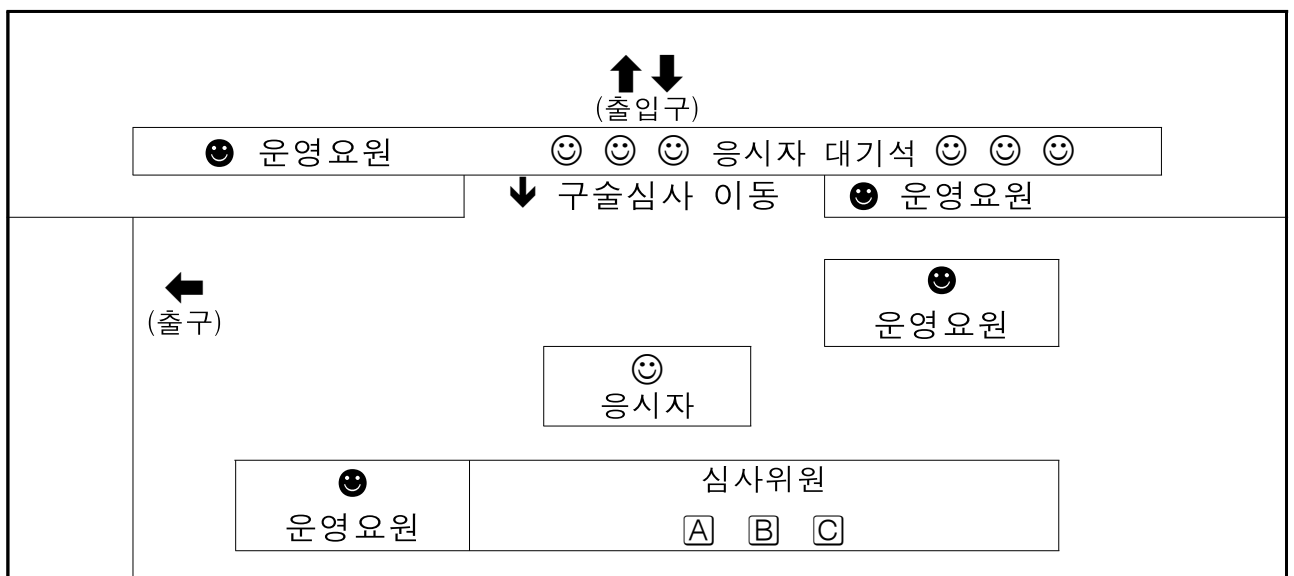 (출입구)
운영요원 응시자 대기석
구술심사 이동 운영요원
(출구)
운영요원
응시자
운영요원
심사위원
A B C